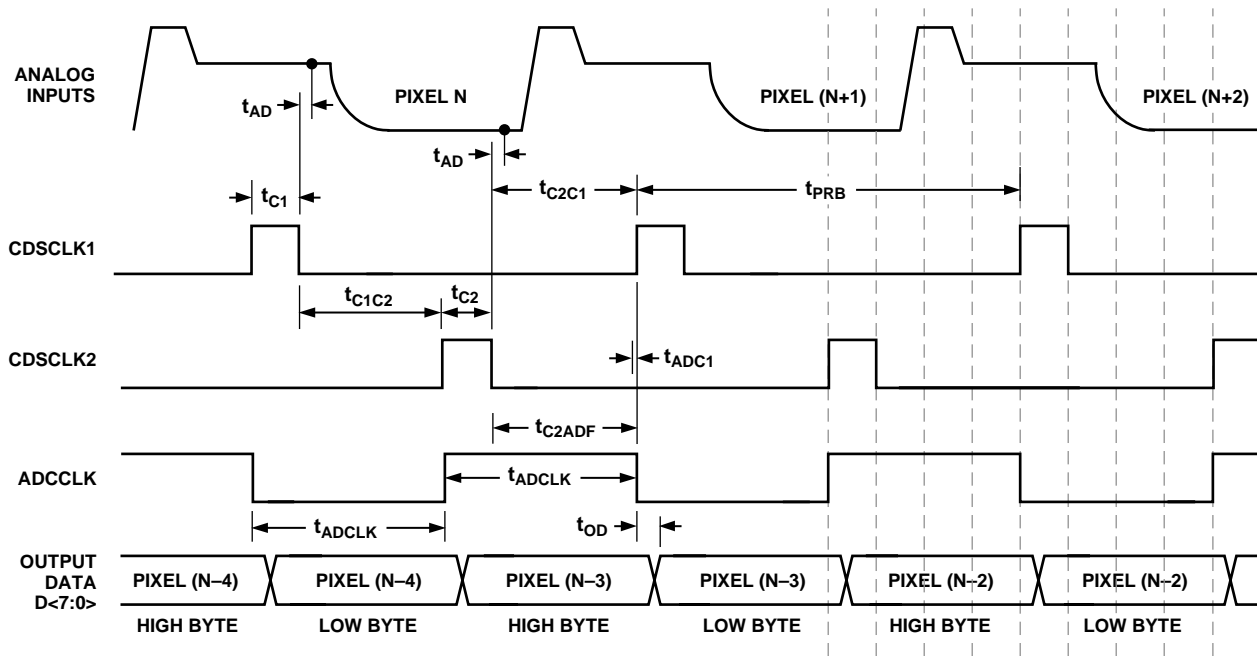 ANALOG
INPUTS
PIXEL N
PIXEL (N+1)
PIXEL (N+2)
tAD
tAD
tC1
tC2C1
tPRB
CDSCLK1
tC1C2
tC2
CDSCLK2
tADC1
tC2ADF
ADCCLK
tADCLK
tADCLK
tOD
OUTPUT
DATA
D<7:0>
PIXEL (N–4)
PIXEL (N–4)
PIXEL (N–3)
PIXEL (N–3)
PIXEL (N–2)
PIXEL (N–2)
HIGH BYTE
LOW BYTE
HIGH BYTE
LOW BYTE
HIGH BYTE
LOW BYTE